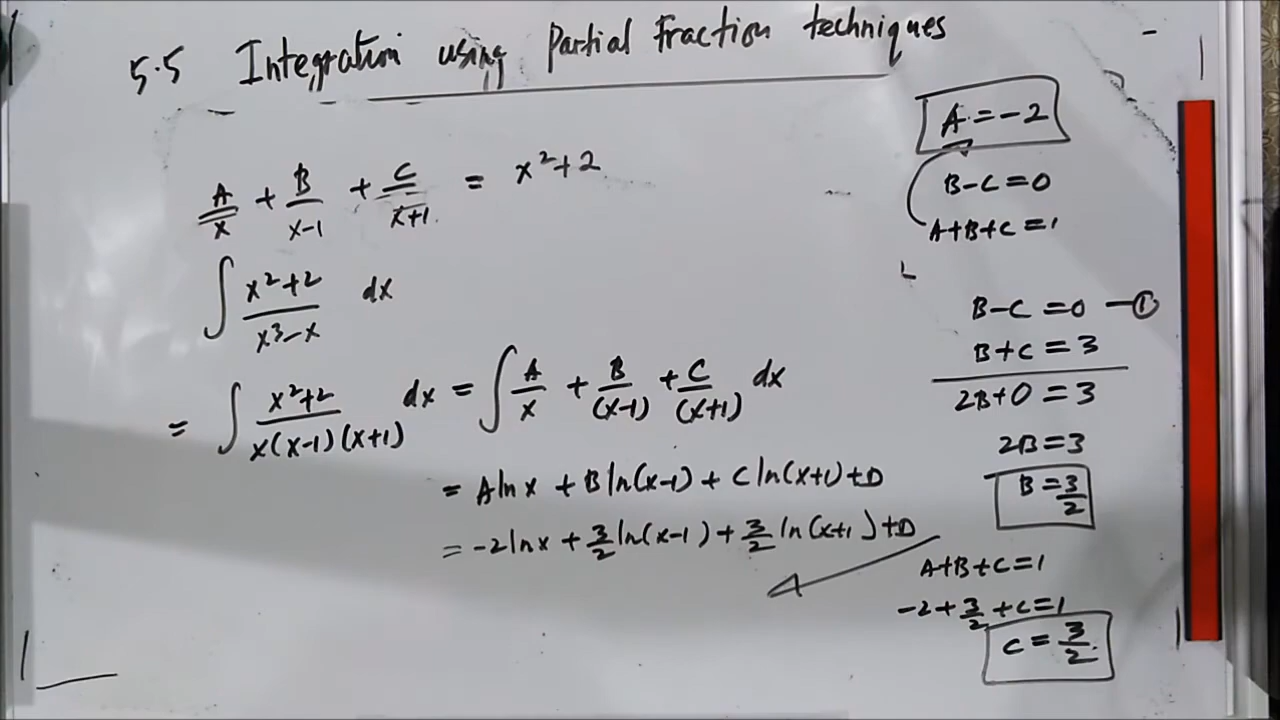 5.5 Integration using Partial Fraction techniques
A/x + B/(x-1) + C/(x+1) = x²+2
∫ (x²+2)/(x³-x) dx
= ∫ (x²+2)/(x(x-1)(x+1)) dx = ∫ A/x + B/(x-1) + C/(x+1) dx
= A ln x + B ln(x-1) + C ln(x+1) + D
= -2 ln x + 3/2 ln(x-1) + 3/2 ln(x+1) + D
A = -2
B-C = 0
A+B+C = 1
B-C = 0 —①
B+C = 3
2B+0 = 3
2B = 3
B = 3/2
A+B+C = 1
-2 + 3/2 + C = 1
C = 3/2